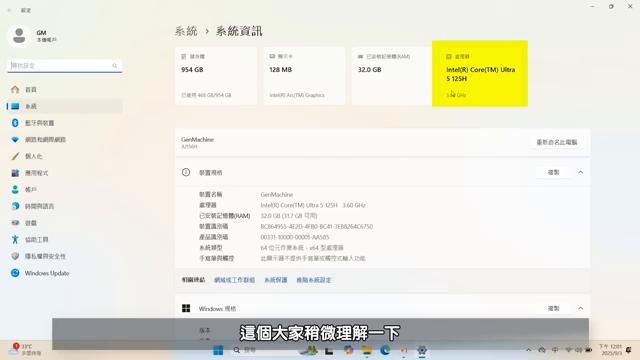 設定
GM
本機帳戶
尋找設定
首頁
系統
藍牙與裝置
網路和網際網路
個人化
應用程式
帳戶
時間與語言
遊戲
協助工具
隱私權與安全性
Windows Update
系統 › 系統資訊
儲存體
954 GB
已使用 468 GB/954 GB
顯示卡
128 MB
Intel(R) Arc(TM) Graphics
已安裝記憶體(RAM)
32.0 GB
處理器
Intel(R) Core(TM) Ultra
5 125H
3.60 GHz
GenMachine
重新命名此電腦
裝置規格
複製
裝置名稱 GenMachine
處理器 Intel(R) Core(TM) Ultra 5 125H 3.60 GHz
已安裝記憶體(RAM) 32.0 GB (31.7 GB 可用)
裝置識別碼
產品識別碼 00331-10000-00001-AA585
系統類型 64 位元作業系統，x64 型處理器
手寫筆與觸控 此顯示器不提供手寫筆或觸控式輸入功能
相關連結 網域或工作群組 系統保護 進階系統設定
Windows 規格
複製
版本
這個大家稍微理解一下
33°C
搜尋
中
下午 12:01
2025/9/3